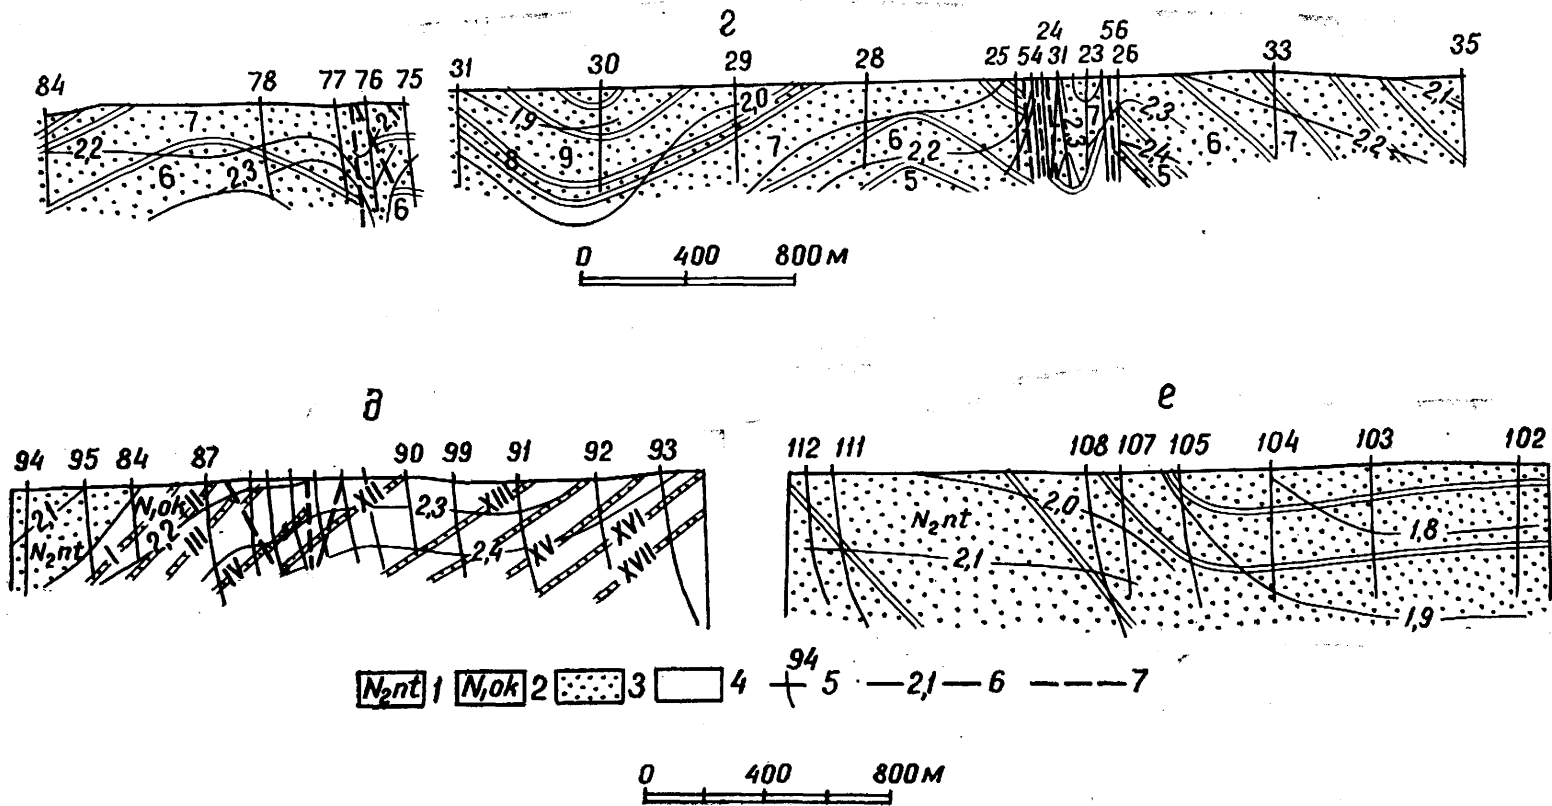 г
84 78 77 76 75 31 30 29 28 25 54 24 31 23 56 26 33 35
7 2,2 6 2,3 2,1 6
1,9 8 9 2,0 7 6 2,2 5 2,3 7 2,3 2,4 5 6 7 2,2 2,1
0 400 800 м
д
94 95 84 87 90 99 91 92 93
2,1 N₂nt N₁ok I II 2,2 III IV XII 2,3 XIII 2,4 XV XVI XVII
е
112 111 108 107 105 104 103 102
N₂nt 2,0 2,1 1,8 1,9
N₂nt 1 N₁ok 2 3 4 94 5 2,1 6 7
0 400 800 м